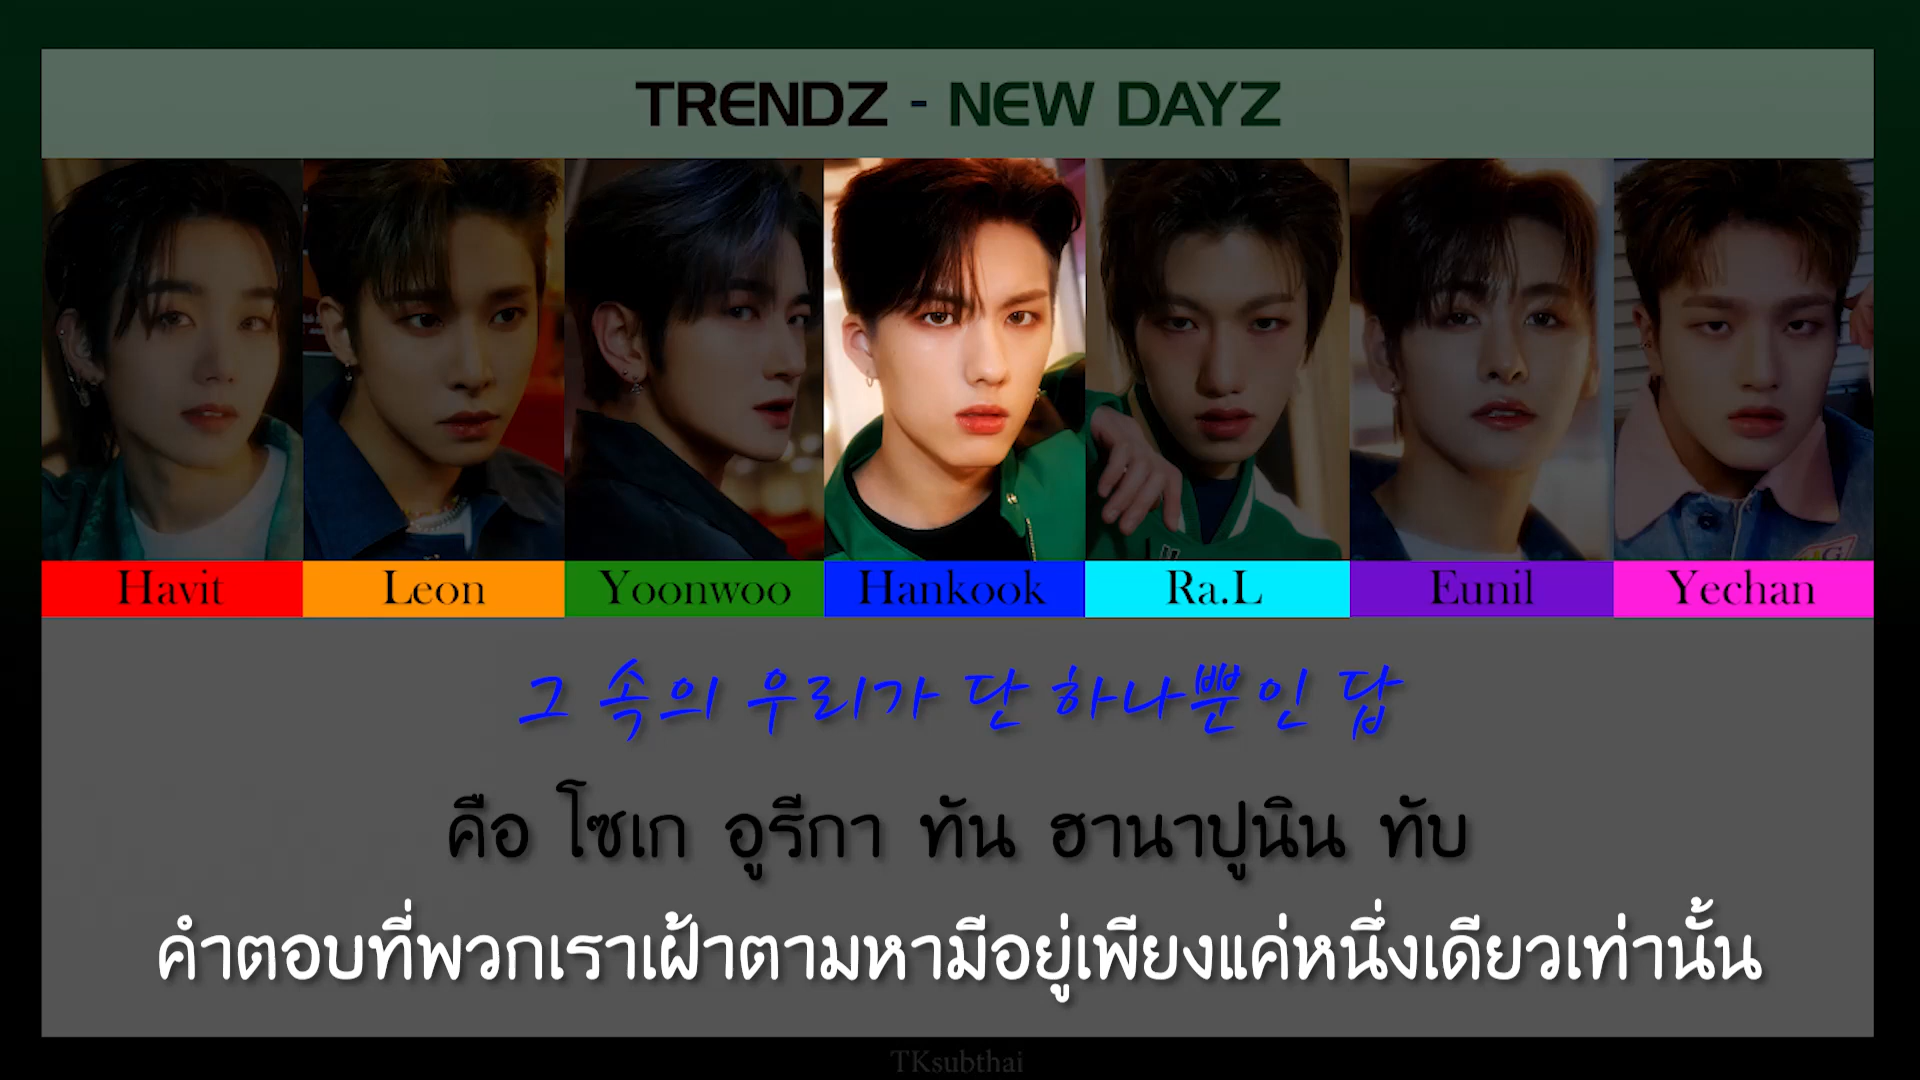 TRENDZ - NEW DAYZ
Havit Leon Yoonwoo Hankook Ra.L Eunil Yechan
그 속의 우리가 단 하나뿐인 답
คือ โซเก อูรีกา ทัน ฮานาปูนิน ทับ
คำตอบที่พวกเราเฝ้าตามหามีอยู่เพียงแค่หนึ่งเดียวเท่านั้น
TKsubthai